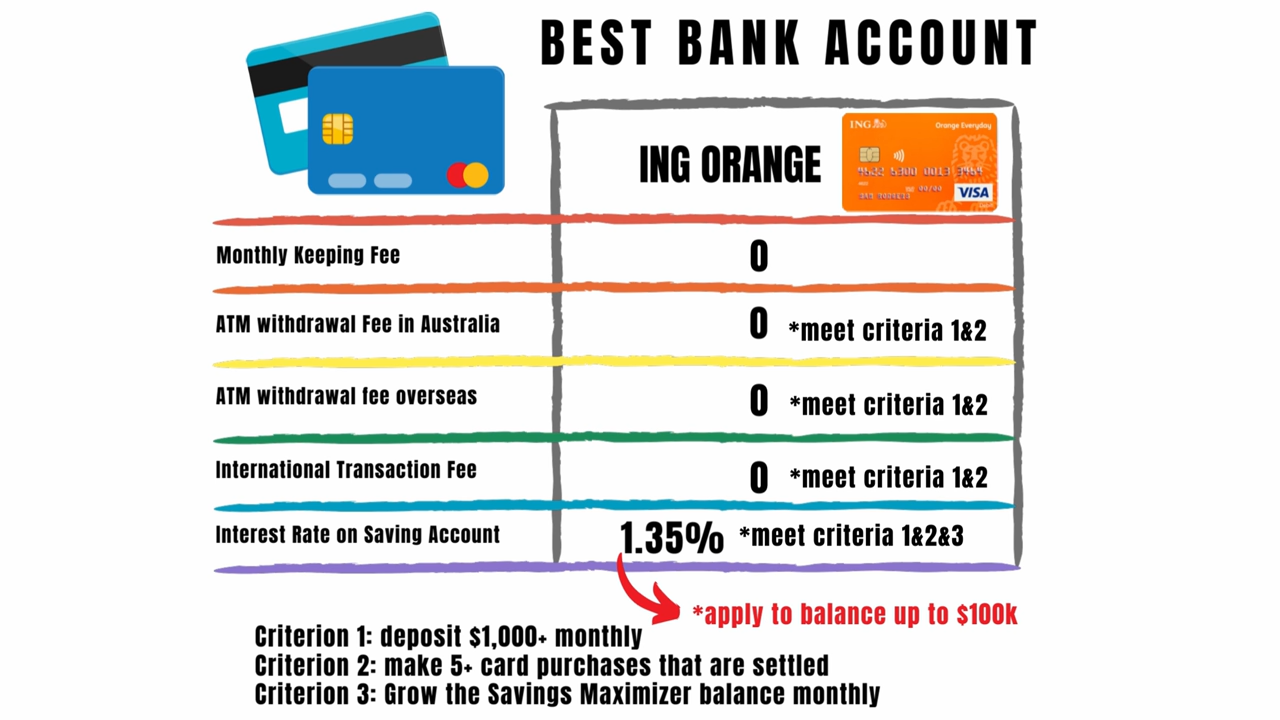 BEST BANK ACCOUNT
ING ORANGE
ING
Orange Everyday
VISA
Monthly Keeping Fee
0
ATM withdrawal Fee in Australia
0 *meet criteria 1&2
ATM withdrawal fee overseas
0 *meet criteria 1&2
International Transaction Fee
0 *meet criteria 1&2
Interest Rate on Saving Account
1.35% *meet criteria 1&2&3
*apply to balance up to $100k
Criterion 1: deposit $1,000+ monthly
Criterion 2: make 5+ card purchases that are settled
Criterion 3: Grow the Savings Maximizer balance monthly